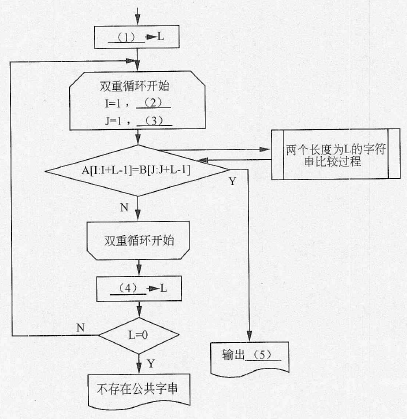 (1) L
双重循环开始
I=1，(2)
J=1，(3)
A[I:I+L-1]=B[J:J+L-1]
两个长度为L的字符
串比较过程
Y
N
双重循环开始
(4) L
N
L=0
Y
输出 (5)
不存在公共字串